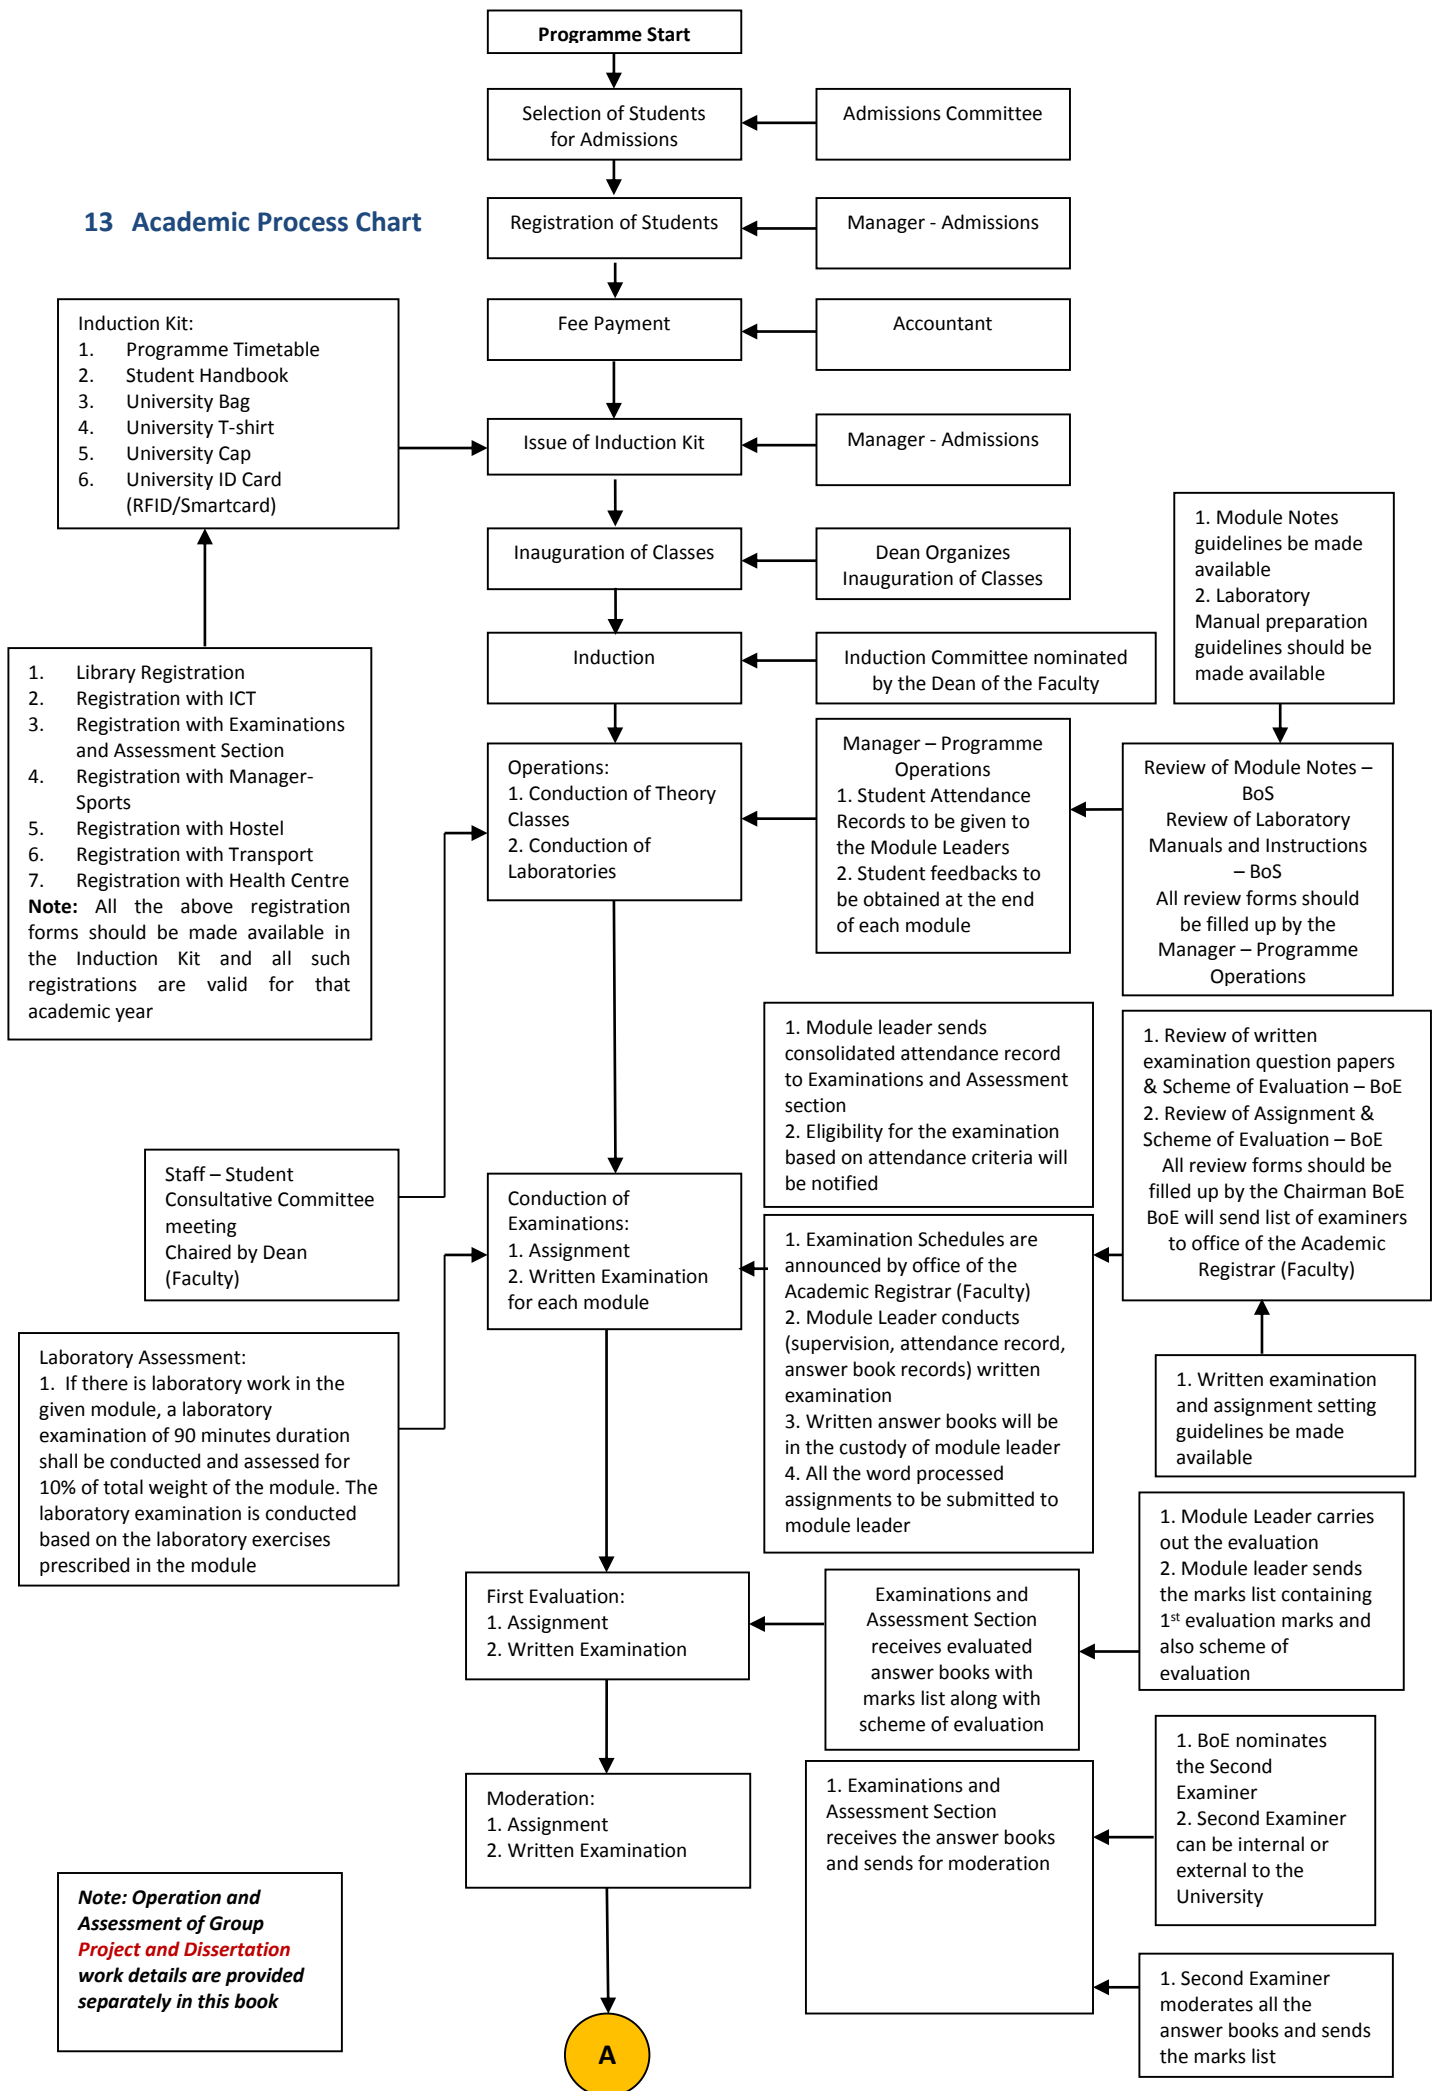 Programme Start
Selection of Students
for Admissions
Admissions Committee
13 Academic Process Chart
Registration of Students
Manager - Admissions
Fee Payment
Accountant
Induction Kit:
1. Programme Timetable
2. Student Handbook
3. University Bag
4. University T-shirt
5. University Cap
6. University ID Card
(RFID/Smartcard)
Issue of Induction Kit
Manager - Admissions
Inauguration of Classes
Dean Organizes
Inauguration of Classes
1. Module Notes
guidelines be made
available
2. Laboratory
Manual preparation
guidelines should be
made available
Induction
Induction Committee nominated
by the Dean of the Faculty
1. Library Registration
2. Registration with ICT
3. Registration with Examinations
and Assessment Section
4. Registration with Manager-
Sports
5. Registration with Hostel
6. Registration with Transport
7. Registration with Health Centre
Note: All the above registration
forms should be made available in
the Induction Kit and all such
registrations are valid for that
academic year
Operations:
1. Conduction of Theory
Classes
2. Conduction of
Laboratories
Manager – Programme
Operations
1. Student Attendance
Records to be given to
the Module Leaders
2. Student feedbacks to
be obtained at the end
of each module
Review of Module Notes –
BoS
Review of Laboratory
Manuals and Instructions
– BoS
All review forms should
be filled up by the
Manager – Programme
Operations
1. Module leader sends
consolidated attendance record
to Examinations and Assessment
section
2. Eligibility for the examination
based on attendance criteria will
be notified
1. Review of written
examination question papers
& Scheme of Evaluation – BoE
2. Review of Assignment &
Scheme of Evaluation – BoE
All review forms should be
filled up by the Chairman BoE
BoE will send list of examiners
to office of the Academic
Registrar (Faculty)
Staff – Student
Consultative Committee
meeting
Chaired by Dean
(Faculty)
Conduction of
Examinations:
1. Assignment
2. Written Examination
for each module
1. Examination Schedules are
announced by office of the
Academic Registrar (Faculty)
2. Module Leader conducts
(supervision, attendance record,
answer book records) written
examination
3. Written answer books will be
in the custody of module leader
4. All the word processed
assignments to be submitted to
module leader
Laboratory Assessment:
1. If there is laboratory work in the
given module, a laboratory
examination of 90 minutes duration
shall be conducted and assessed for
10% of total weight of the module. The
laboratory examination is conducted
based on the laboratory exercises
prescribed in the module
1. Written examination
and assignment setting
guidelines be made
available
First Evaluation:
1. Assignment
2. Written Examination
Examinations and
Assessment Section
receives evaluated
answer books with
marks list along with
scheme of evaluation
1. Module Leader carries
out the evaluation
2. Module leader sends
the marks list containing
1st evaluation marks and
also scheme of
evaluation
Moderation:
1. Assignment
2. Written Examination
1. Examinations and
Assessment Section
receives the answer books
and sends for moderation
1. BoE nominates
the Second
Examiner
2. Second Examiner
can be internal or
external to the
University
Note: Operation and
Assessment of Group
Project and Dissertation
work details are provided
separately in this book
1. Second Examiner
moderates all the
answer books and sends
the marks list
A